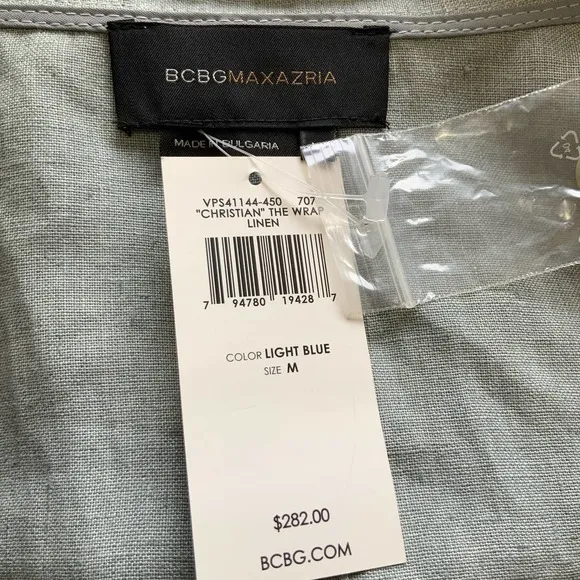 BCBGMAXAZRIA
MADE IN BULGARIA
VPS41144-450 707
"CHRISTIAN" THE WRAP
LINEN
7 94780 19428 7
COLOR LIGHT BLUE
SIZE M
$282.00
BCBG.COM